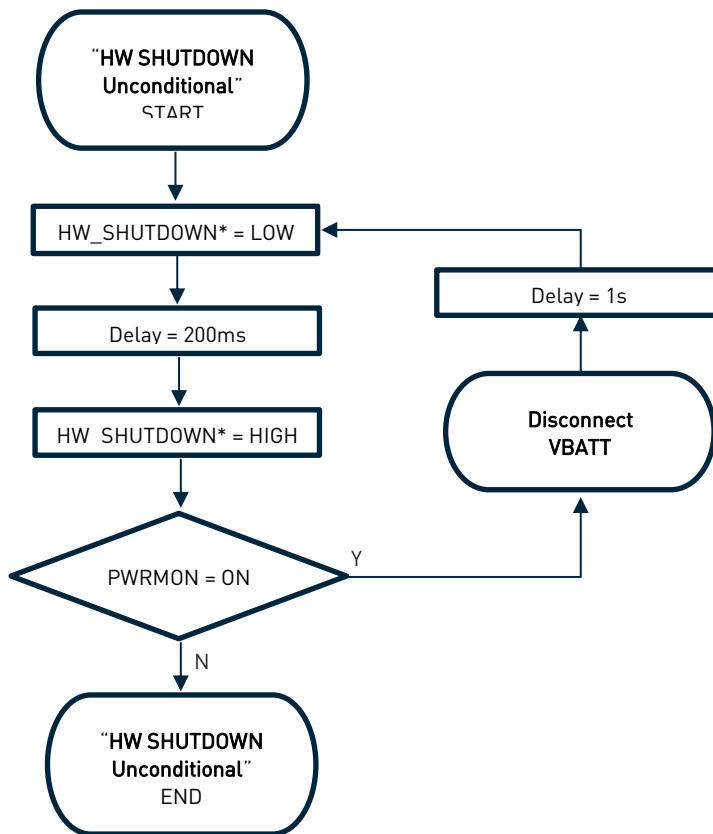 “HW SHUTDOWN
Unconditional”
START
HW_SHUTDOWN* = LOW
Delay = 200ms
HW SHUTDOWN* = HIGH
PWRMON = ON
Y
N
Delay = 1s
Disconnect
VBATT
“HW SHUTDOWN
Unconditional”
END